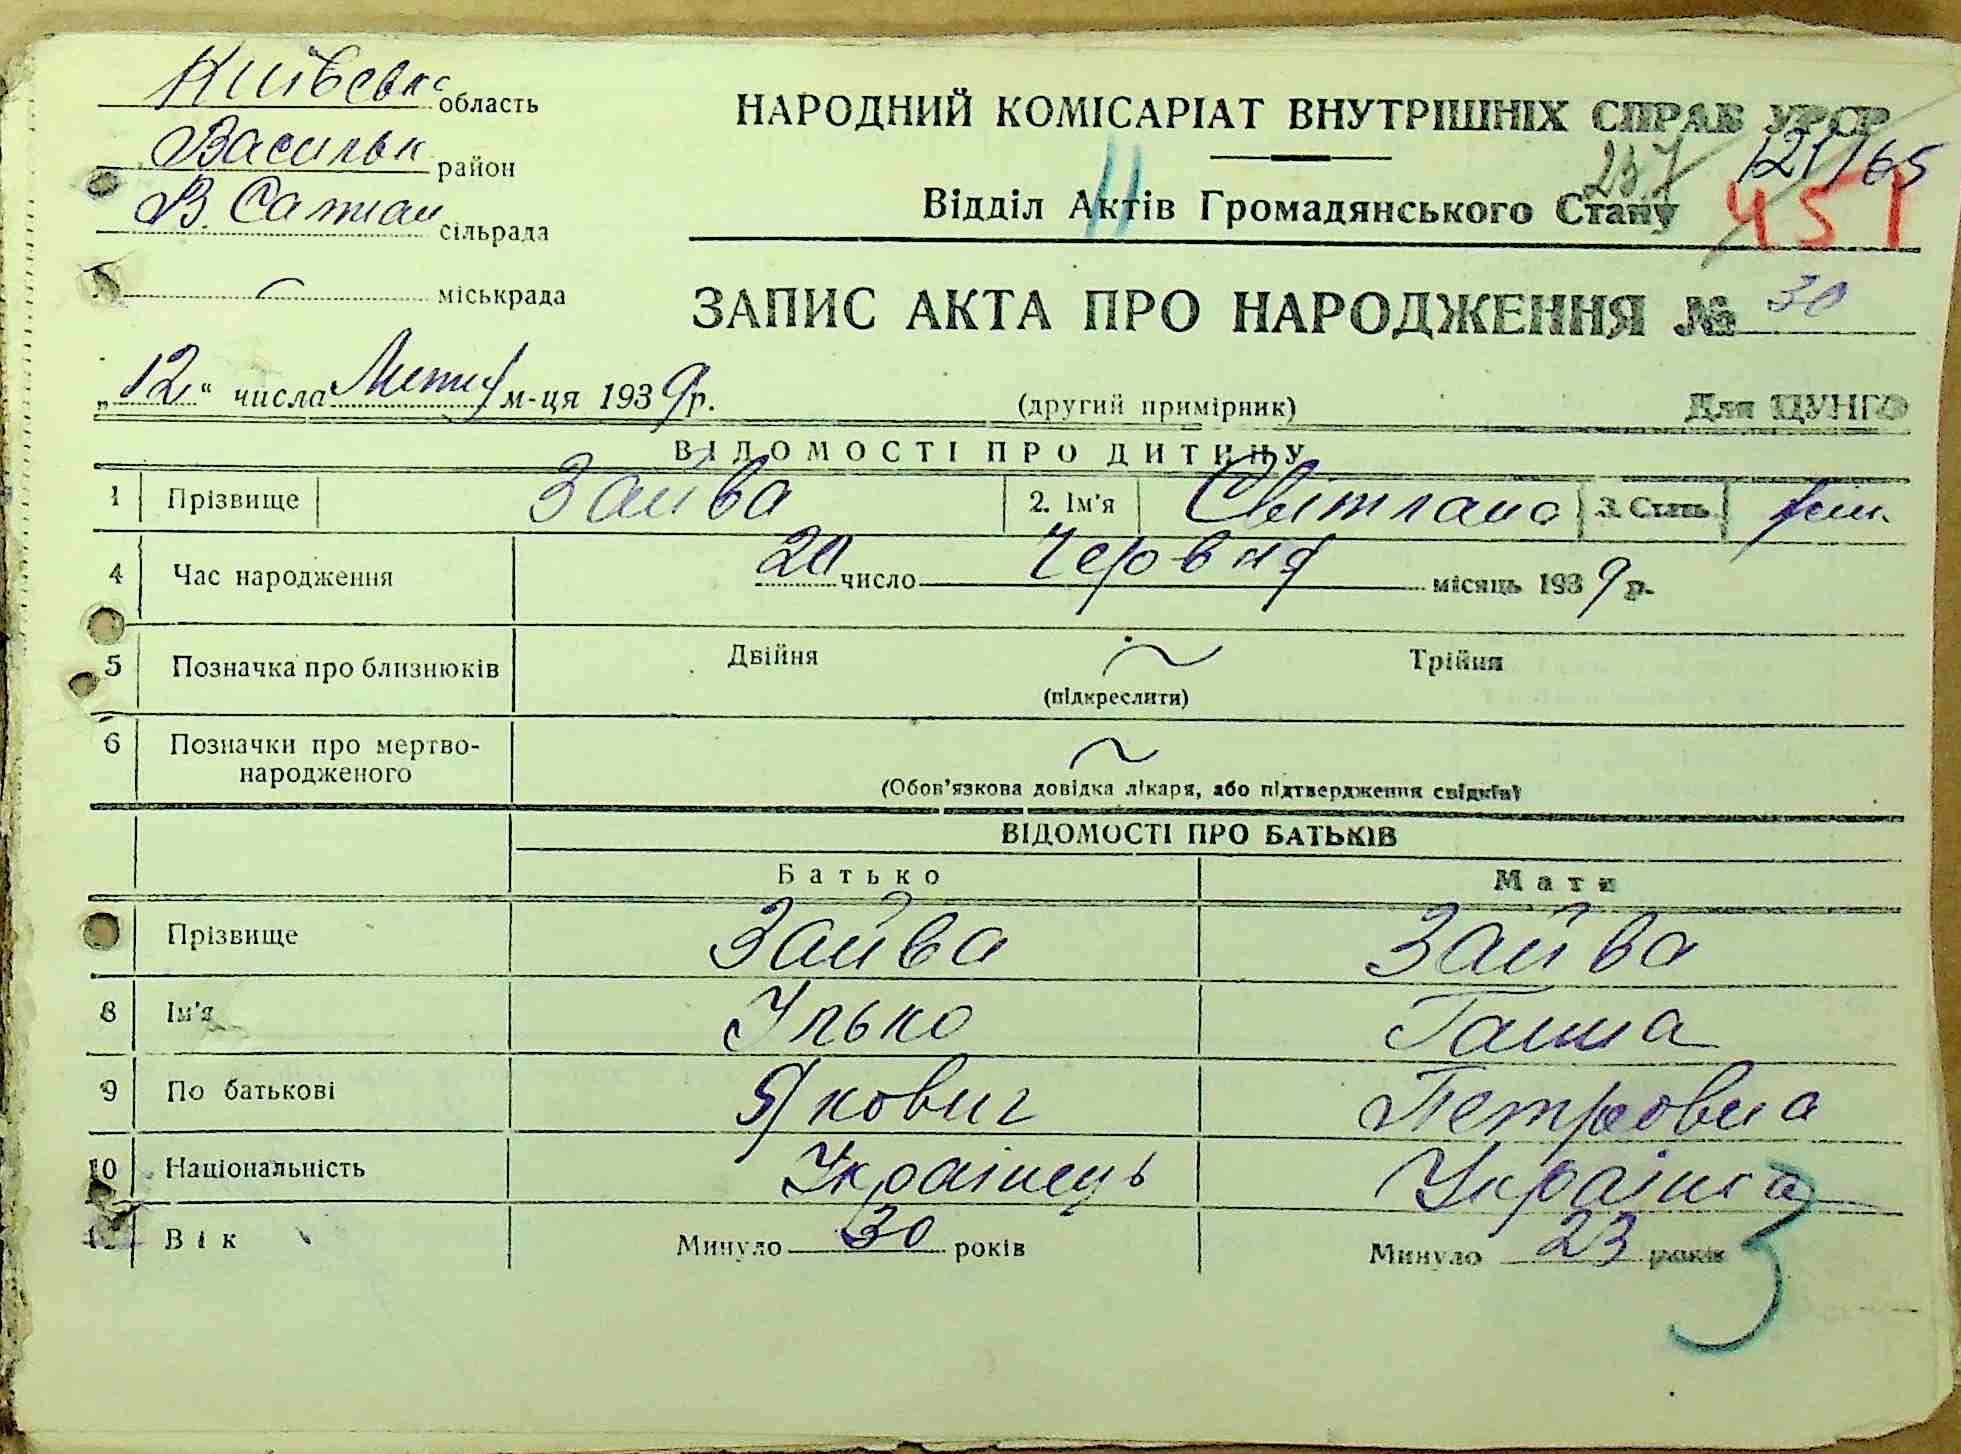 Київськ область
Васильк район
В. Салтан сільрада
міськрада
НАРОДНИЙ КОМІСАРІАТ ВНУТРІШНІХ СПРАВ УРСР
121/65
Відділ Актів Громадянського Стану
451
ЗАПИС АКТА ПРО НАРОДЖЕННЯ № 30
„12“ числа Липня м-ця 1939 р.
(другий примірник)
Для ЦУНГО
ВІДОМОСТІ ПРО ДИТИНУ
1 Прізвище Зайва 2. Ім'я Світлана 3. Стать жін.
4 Час народження 20 число Червня місяць 1939 р.
5 Позначка про близнюків Двійня Трійня
(підкреслити)
6 Позначки про мертво-
народженого
(Обов'язкова довідка лікаря, або підтвердження свідків)
ВІДОМОСТІ ПРО БАТЬКІВ
Батько Мати
Прізвище Зайва Зайва
8 Ім'я Улько Ганна
9 По батькові Якович Петровна
10 Національність Українець Українка
Вік Минуло 30 років Минуло 23 років
3